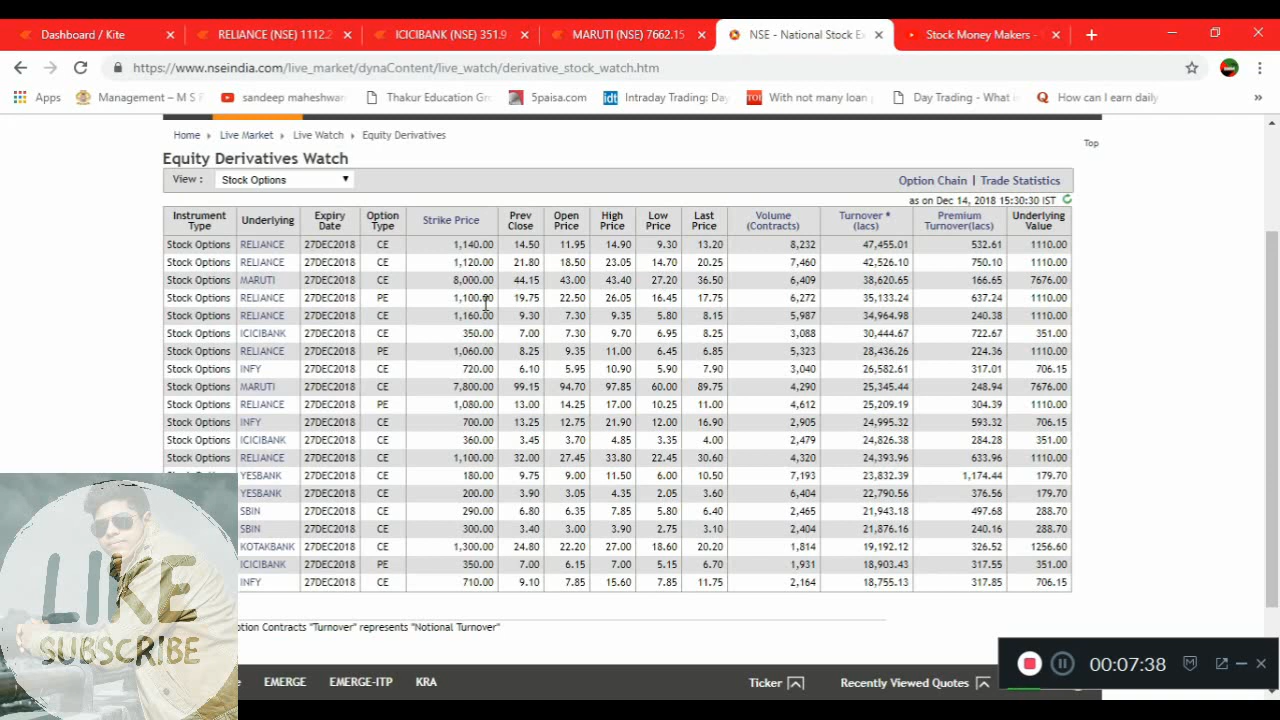 Dashboard / Kite RELIANCE (NSE) 1112.2 ICICIBANK (NSE) 351.9 MARUTI (NSE) 7662.15 NSE - National Stock Ex Stock Money Makers -
https://www.nseindia.com/live_market/dynaContent/live_watch/derivative_stock_watch.htm
Apps Management – M S R sandeep maheshwari Thakur Education Gro 5paisa.com Intraday Trading: Da With not many loan Day Trading - What is How can I earn daily
Home Live Market Live Watch Equity Derivatives
Top
Equity Derivatives Watch
View : Stock Options Option Chain | Trade Statistics
as on Dec 14, 2018 15:30:30 IST
Instrument Type Underlying Expiry Date Option Type Strike Price Prev Close Open Price High Price Low Price Last Price Volume (Contracts) Turnover * (lacs) Premium Turnover(lacs) Underlying Value
Stock Options RELIANCE 27DEC2018 CE 1,140.00 14.50 11.95 14.90 9.30 13.20 8,232 47,455.01 532.61 1110.00
Stock Options RELIANCE 27DEC2018 CE 1,120.00 21.80 18.50 23.05 14.70 20.25 7,460 42,526.10 750.10 1110.00
Stock Options MARUTI 27DEC2018 CE 8,000.00 44.15 43.00 43.40 27.20 36.50 6,409 38,620.65 166.65 7676.00
Stock Options RELIANCE 27DEC2018 PE 1,100.00 19.75 22.50 26.05 16.45 17.75 6,272 35,133.24 637.24 1110.00
Stock Options RELIANCE 27DEC2018 CE 1,160.00 9.30 7.30 9.35 5.80 8.15 5,987 34,964.98 240.38 1110.00
Stock Options ICICIBANK 27DEC2018 CE 350.00 7.00 7.30 9.70 6.95 8.25 3,088 30,444.67 722.67 351.00
Stock Options RELIANCE 27DEC2018 PE 1,060.00 8.25 9.35 11.00 6.45 6.85 5,323 28,436.26 224.36 1110.00
Stock Options INFY 27DEC2018 CE 720.00 6.10 5.95 10.90 5.90 7.90 3,040 26,582.61 317.01 706.15
Stock Options MARUTI 27DEC2018 CE 7,800.00 99.15 94.70 97.85 60.00 89.75 4,290 25,345.44 248.94 7676.00
Stock Options RELIANCE 27DEC2018 PE 1,080.00 13.00 14.25 17.00 10.25 11.00 4,612 25,209.19 304.39 1110.00
Stock Options INFY 27DEC2018 CE 700.00 13.25 12.75 21.90 12.00 16.90 2,905 24,995.32 593.32 706.15
Stock Options ICICIBANK 27DEC2018 CE 360.00 3.45 3.70 4.85 3.35 4.00 2,479 24,826.38 284.28 351.00
Stock Options RELIANCE 27DEC2018 CE 1,100.00 32.00 27.45 33.80 22.45 30.60 4,320 24,393.96 633.96 1110.00
YESBANK 27DEC2018 CE 180.00 9.75 9.00 11.50 6.00 10.50 7,193 23,832.39 1,174.44 179.70
YESBANK 27DEC2018 CE 200.00 3.90 3.05 4.35 2.05 3.60 6,404 22,790.56 376.56 179.70
SBIN 27DEC2018 CE 290.00 6.80 6.35 7.85 5.80 6.40 2,465 21,943.18 497.68 288.70
SBIN 27DEC2018 CE 300.00 3.40 3.00 3.90 2.75 3.10 2,404 21,876.16 240.16 288.70
KOTAKBANK 27DEC2018 CE 1,300.00 24.80 22.20 27.00 18.60 20.20 1,814 19,192.12 326.52 1256.60
ICICIBANK 27DEC2018 PE 350.00 7.00 6.15 7.00 5.15 6.70 1,931 18,903.43 317.55 351.00
INFY 27DEC2018 CE 710.00 9.10 7.85 15.60 7.85 11.75 2,164 18,755.13 317.85 706.15
LIKE
SUBSCRIBE
tion Contracts "Turnover" represents "Notional Turnover"
00:07:38
EMERGE EMERGE-ITP KRA Ticker Recently Viewed Quotes